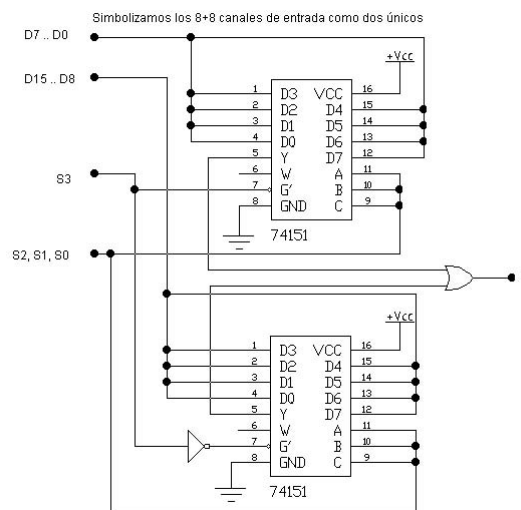 Simbolizamos los 8+8 canales de entrada como dos únicos
D7 .. D0
D15 .. D8
S3
S2, S1, S0
+Vcc
1 D3 VCC 16
2 D2 D4 15
3 D1 D5 14
4 D0 D6 13
5 Y D7 12
6 W A 11
7 G' B 10
8 GND C 9
74151
+Vcc
1 D3 VCC 16
2 D2 D4 15
3 D1 D5 14
4 D0 D6 13
5 Y D7 12
6 W A 11
7 G' B 10
8 GND C 9
74151